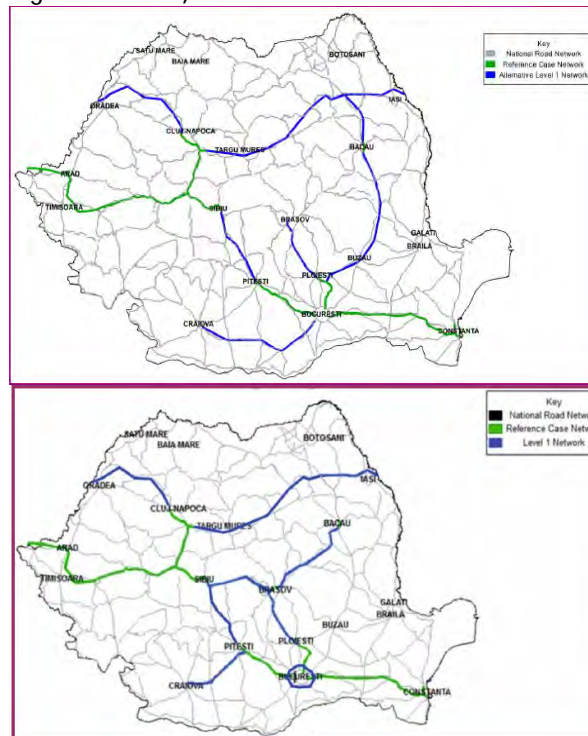 SATU MARE
BAIA MARE
BOTOSANI
ORADEA
IASI
CLUJ-NAPOCA
TARGU MURES
BACAU
ARAD
TIMISOARA
SIBIU
BRASOV
GALATI
BRAILA
BUZAU
PLOIESTI
PITESTI
BUCURESTI
CRAIOVA
CONSTANTA
Key
National Road Network
Reference Case Network
Alternative Level 1 Network
SATU MARE
BAIA MARE
BOTOSANI
ORADEA
IASI
CLUJ-NAPOCA
TARGU MURES
BACAU
ARAD
TIMISOARA
SIBIU
BRASOV
GALATI
BRAILA
BUZAU
PLOIESTI
PITESTI
BUCURESTI
CRAIOVA
CONSTANTA
Key
National Road Netw
Reference Case Netw
Level 1 Network